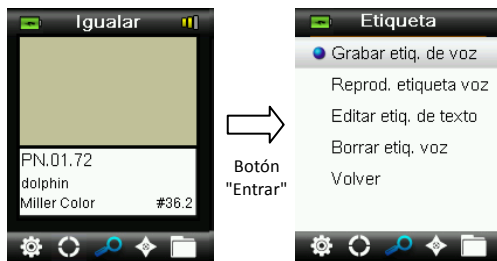 Igualar
PN.01.72
dolphin
Miller Color #36.2
Botón
"Entrar"
Etiqueta
Grabar etiq. de voz
Reprod. etiqueta voz
Editar etiq. de texto
Borrar etiq. voz
Volver